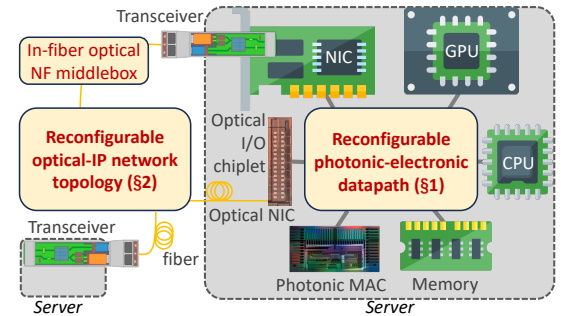 Transceiver
In-fiber optical
NF middlebox
NIC
GPU
Optical
I/O
chiplet
Reconfigurable
optical-IP network
topology (§2)
Reconfigurable
photonic-electronic
datapath (§1)
CPU
Optical NIC
Transceiver
fiber
Photonic MAC
Memory
Server
Server